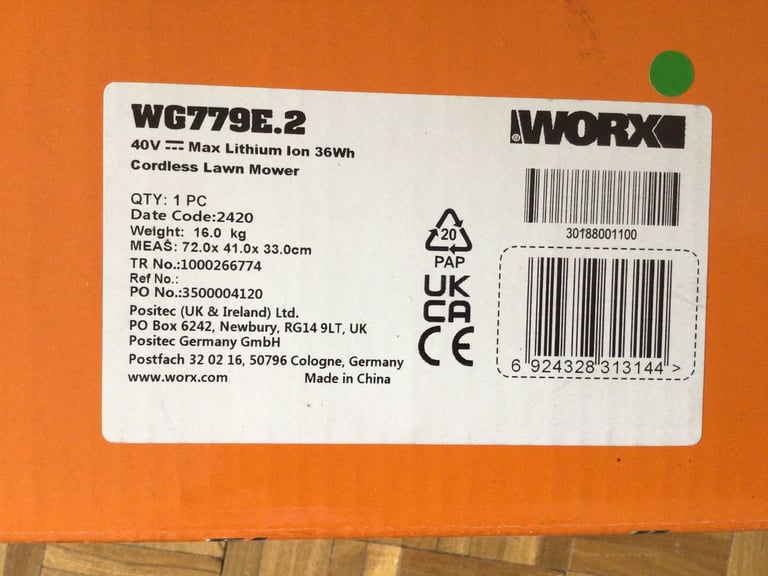 WG779E.2
40V Max Lithium Ion 36Wh
Cordless Lawn Mower
QTY: 1 PC
Date Code:2420
Weight: 16.0 kg
MEAS: 72.0x 41.0x 33.0cm
TR No.:1000266774
Ref No.:
PO No.:3500004120
Positec (UK & Ireland) Ltd.
PO Box 6242, Newbury, RG14 9LT, UK
Positec Germany GmbH
Postfach 32 02 16, 50796 Cologne, Germany
www.worx.com Made in China
20
PAP
UK
CA
CE
®WORX
30188001100
6 924328 313144 >